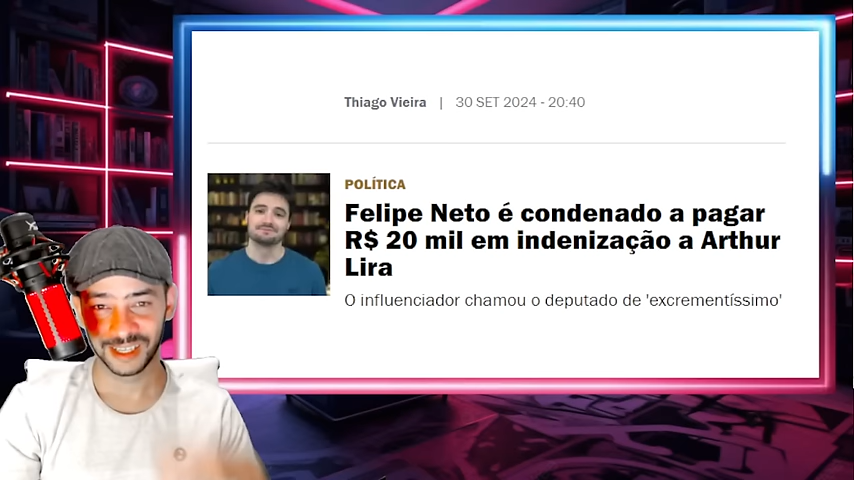 Thiago Vieira | 30 SET 2024 - 20:40
POLÍTICA
Felipe Neto é condenado a pagar
R$ 20 mil em indenização a Arthur
Lira
O influenciador chamou o deputado de 'excrementíssimo'